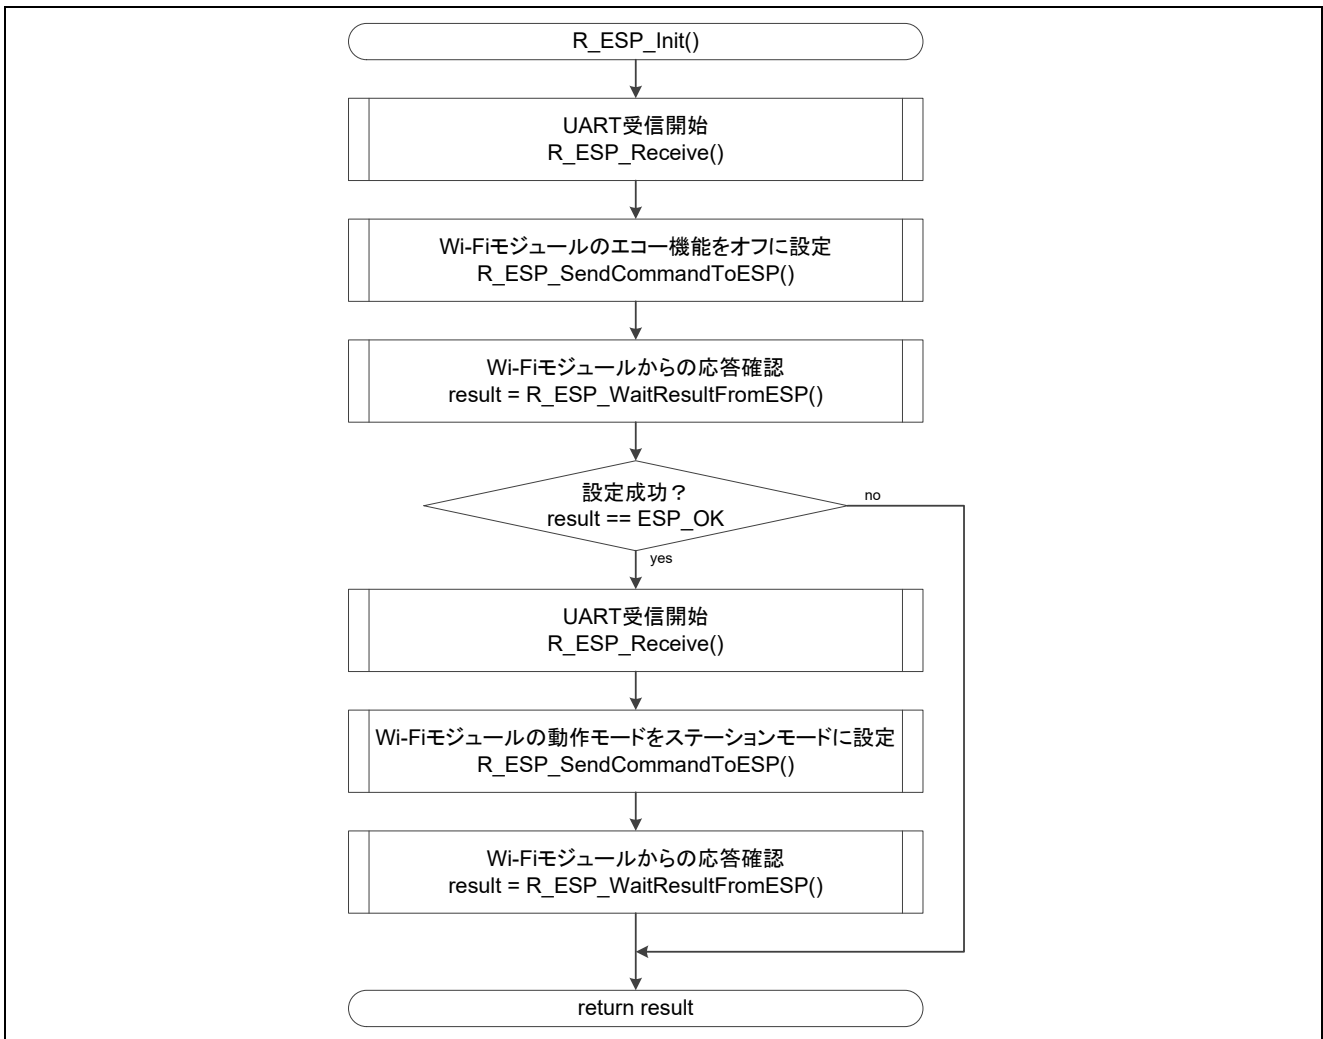 R_ESP_Init()
UART受信開始
R_ESP_Receive()
Wi-Fiモジュールのエコー機能をオフに設定
R_ESP_SendCommandToESP()
Wi-Fiモジュールからの応答確認
result = R_ESP_WaitResultFromESP()
設定成功？
result == ESP_OK
no
yes
UART受信開始
R_ESP_Receive()
Wi-Fiモジュールの動作モードをステーションモードに設定
R_ESP_SendCommandToESP()
Wi-Fiモジュールからの応答確認
result = R_ESP_WaitResultFromESP()
return result